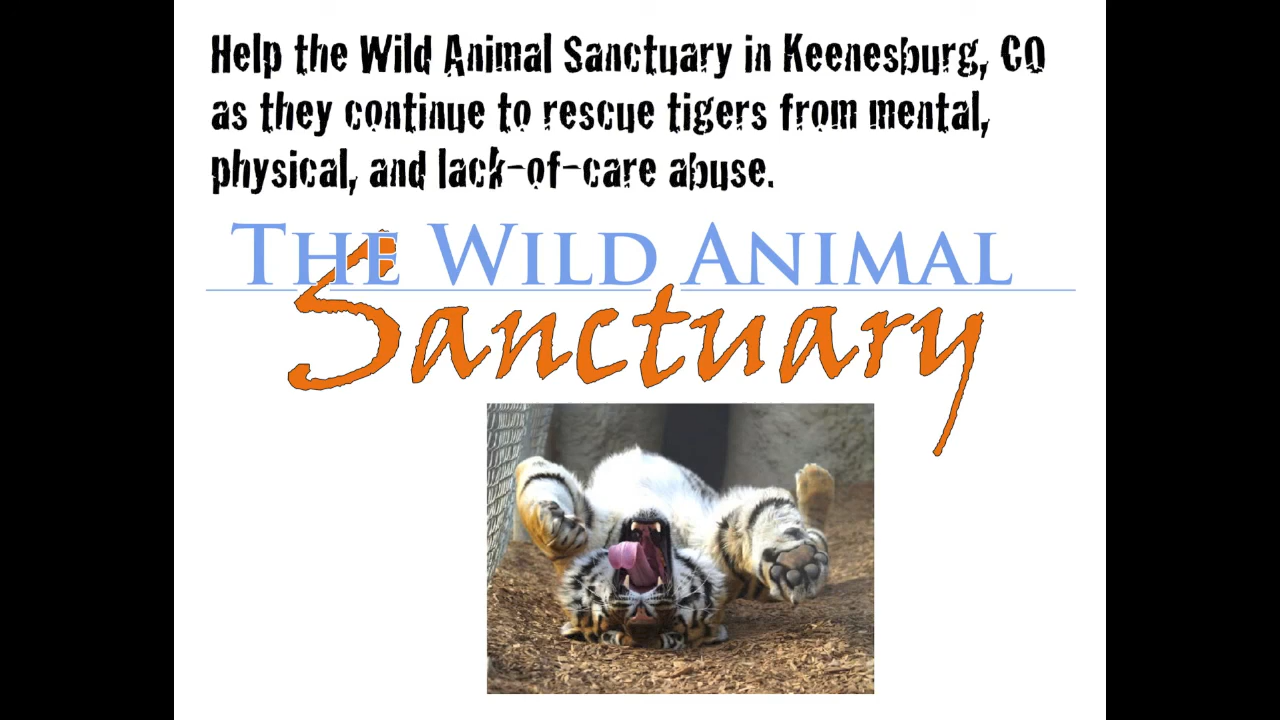 Help the Wild Animal Sanctuary in Keenesburg, CO
as they continue to rescue tigers from mental,
physical, and lack-of-care abuse.
THE WILD ANIMAL
Sanctuary